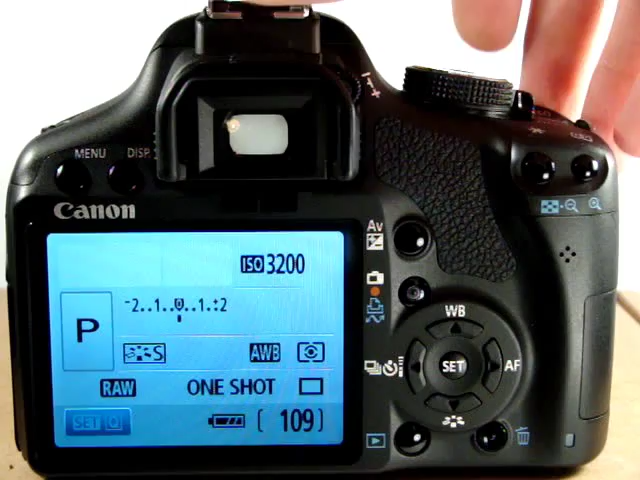 MENU DISP.
Canon
ISO 3200
P
-2..1..0..1..+2
S
AWB
RAW ONE SHOT
SET Q
[ 109]
Av
WB
SET
AF